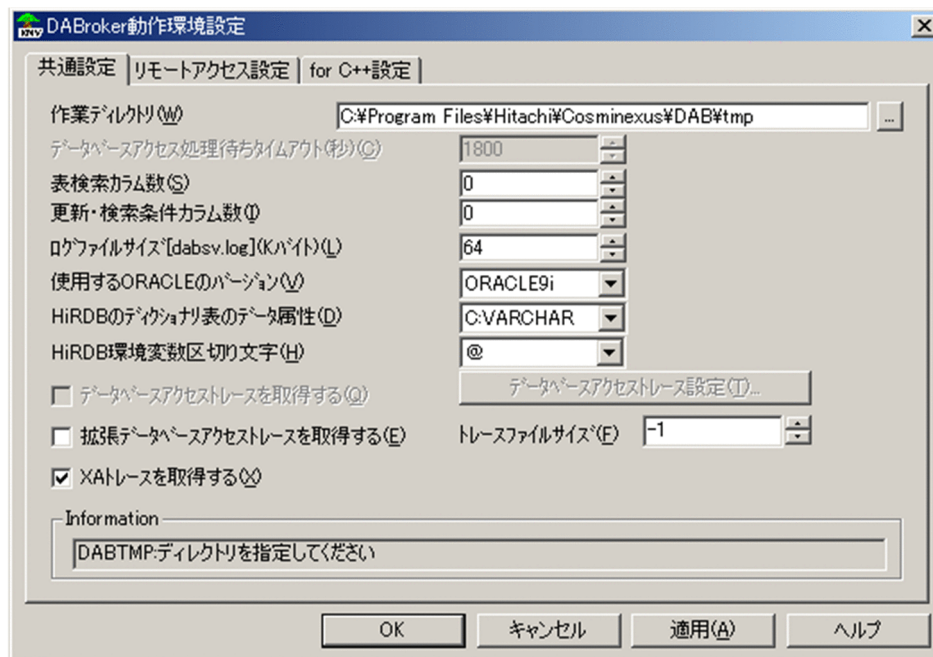 DABroker動作環境設定
共通設定 リモートアクセス設定 for C++設定
作業ディレクトリ(W) C:¥Program Files¥Hitachi¥Cosminexus¥DAB¥tmp ...
データベースアクセス処理待ちタイムアウト(秒)(C) 1800
表検索カラム数(S) 0
更新・検索条件カラム数(I) 0
ログファイルサイズ[dabsv.log](Kバイト)(L) 64
使用するORACLEのバージョン(V) ORACLE9i
HiRDBのディクショナリ表のデータ属性(D) C:VARCHAR
HiRDB環境変数区切り文字(H) @
データベースアクセストレースを取得する(Q) データベースアクセストレース設定(T)...
拡張データベースアクセストレースを取得する(E) トレースファイルサイズ(F) -1
XAトレースを取得する(X)
Information
DABTMP:ディレクトリを指定してください
OK キャンセル 適用(A) ヘルプ